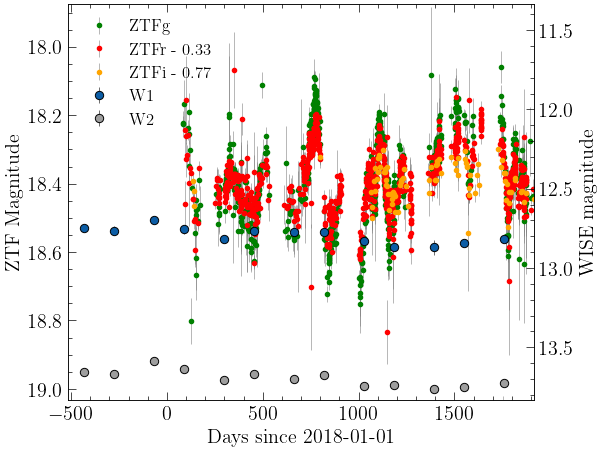 ZTFg
ZTFr - 0.33
ZTFi - 0.77
W1
W2
18.0
18.2
18.4
18.6
18.8
19.0
ZTF Magnitude
11.5
12.0
12.5
13.0
13.5
WISE magnitude
−500
0
500
1000
1500
Days since 2018-01-01